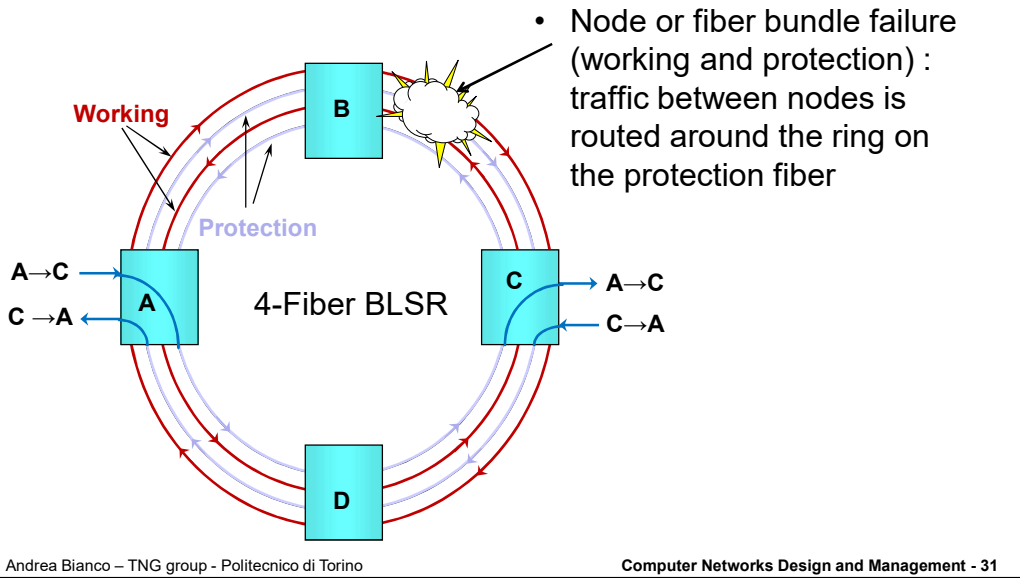 • Node or fiber bundle failure
(working and protection) :
traffic between nodes is
routed around the ring on
the protection fiber
B
Working
Protection
A→C
C →A
A
4-Fiber BLSR
C
A→C
C→A
D
Andrea Bianco – TNG group - Politecnico di Torino
Computer Networks Design and Management - 31